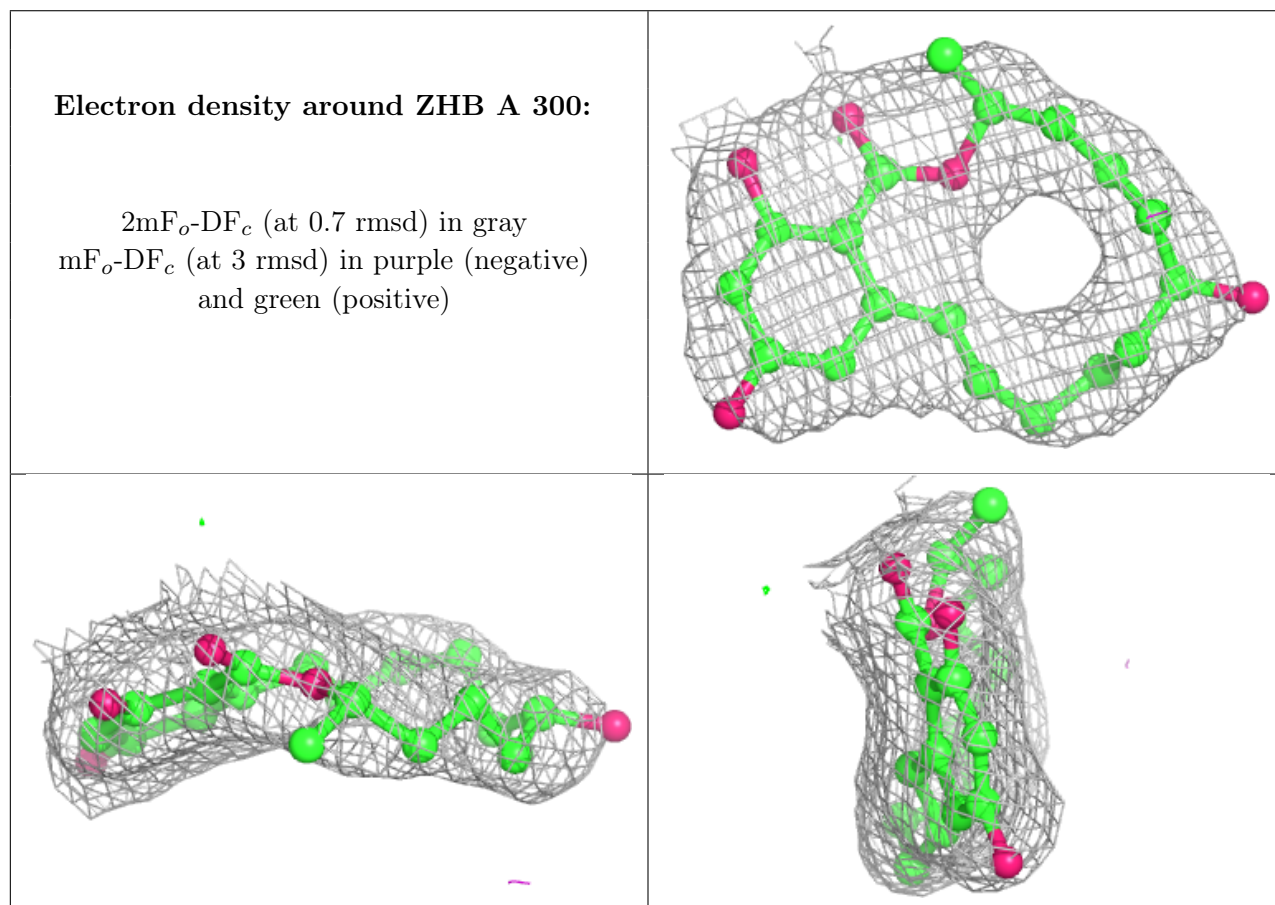 Electron density around ZHB A 300:
2mFo-DFc (at 0.7 rmsd) in gray
mFo-DFc (at 3 rmsd) in purple (negative)
and green (positive)